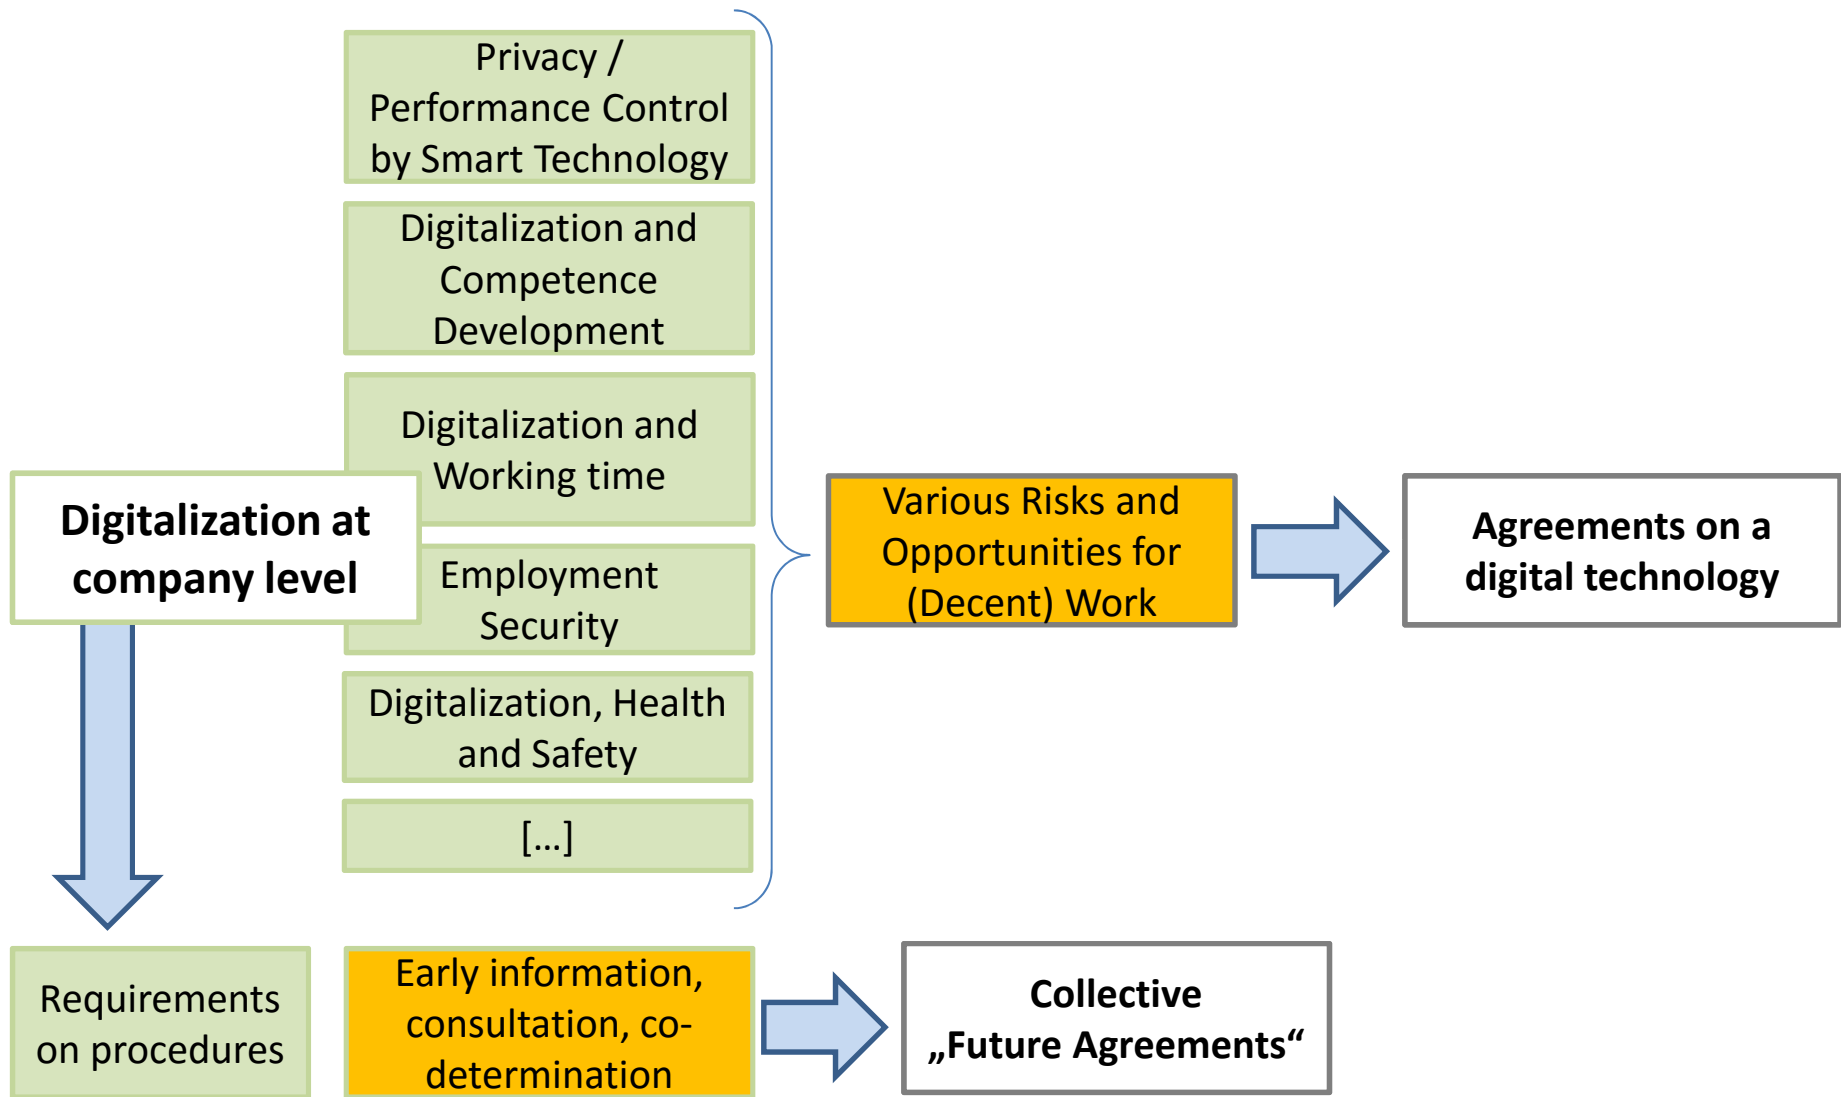 Privacy /
Performance Control
by Smart Technology
Digitalization and
Competence
Development
Digitalization and
Working time
Digitalization at
company level
Employment
Security
Digitalization, Health
and Safety
[...]
Various Risks and
Opportunities for
(Decent) Work
Agreements on a
digital technology
Requirements
on procedures
Early information,
consultation, co-
determination
Collective
„Future Agreements“